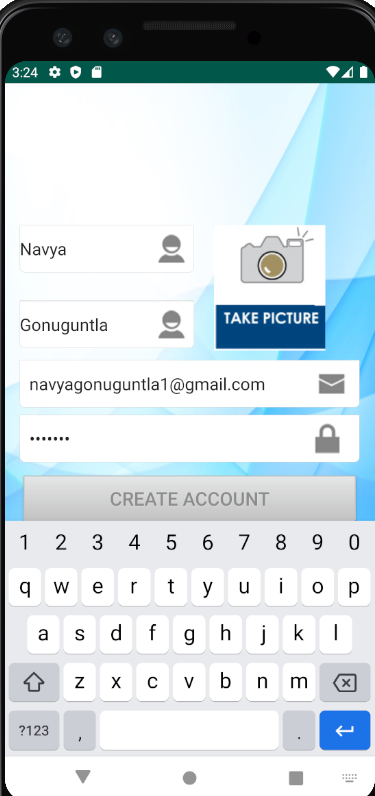 3:24
Navya
TAKE PICTURE
Gonuguntla
navyagonuguntla1@gmail.com
•••••••
CREATE ACCOUNT
1 2 3 4 5 6 7 8 9 0
q w e r t y u i o p
a s d f g h j k l
z x c v b n m
?123 , .